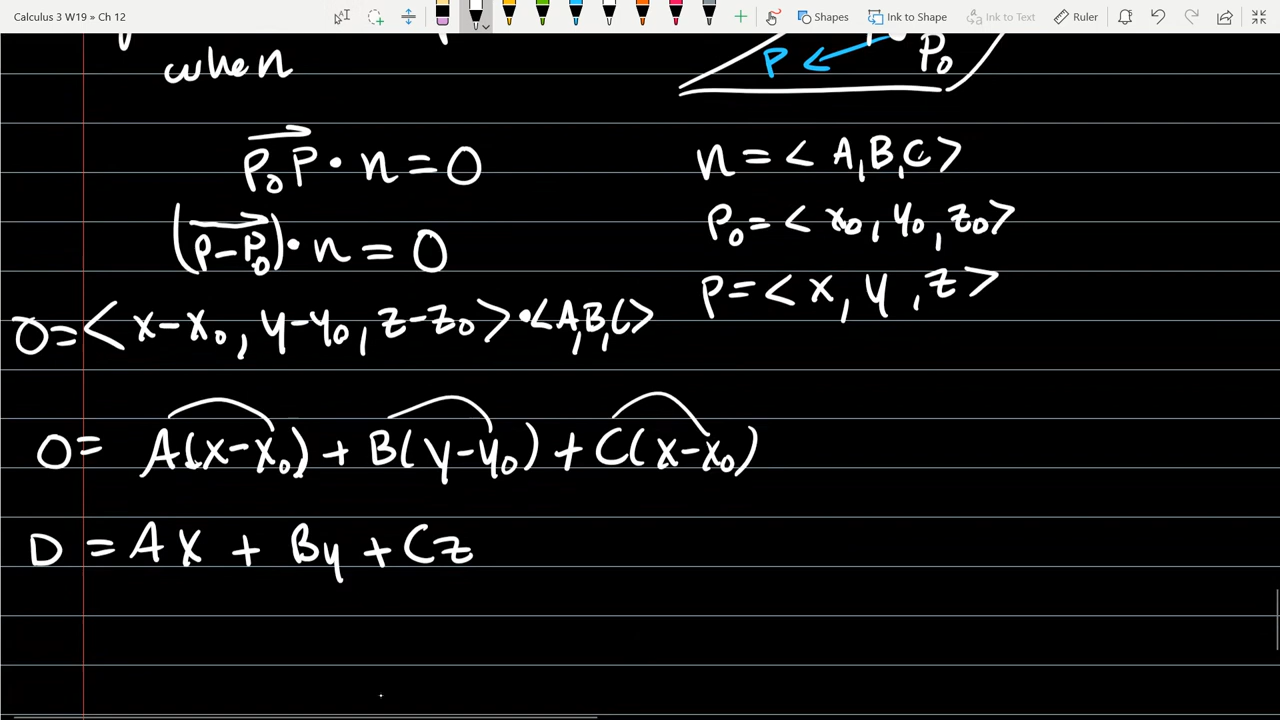 Calculus 3 W19 » Ch 12
Shapes Ink to Shape Ink to Text Ruler
when
P P₀
P₀P · n = 0
n = < A, B, C >
P₀ = < x₀, y₀, z₀ >
(P - P₀) · n = 0
P = < x, y, z >
0 = < x - x₀, y - y₀, z - z₀ > · < A, B, C >
0 = A(x - x₀) + B(y - y₀) + C(x - x₀)
D = Ax + By + Cz